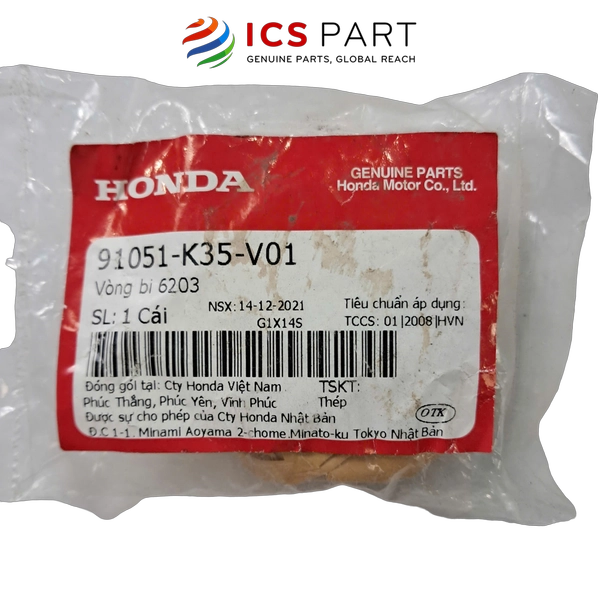 ICS PART
GENUINE PARTS, GLOBAL REACH
HONDA
GENUINE PARTS
Honda Motor Co., Ltd.
91051-K35-V01
Vòng bi 6203
SL: 1 Cái
NSX: 14-12-2021
G1X14S
Tiêu chuẩn áp dụng:
TCCS: 01|2008|HVN
Đóng gói tại: Cty Honda Việt Nam
Phúc Thắng, Phúc Yên, Vĩnh Phúc
Được sự cho phép của Cty Honda Nhật Bản
Đ.C 1-1, Minami Aoyama 2-chome, Minato-ku Tokyo Nhật Bản
TSKT:
Thép
OTK